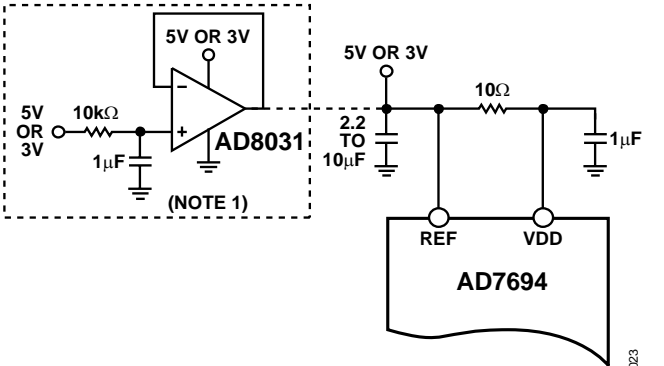 5V OR 3V
5V
OR
3V
10kΩ
1μF
−
+
AD8031
(NOTE 1)
5V OR 3V
2.2
TO
10μF
10Ω
1μF
REF
VDD
AD7694
023